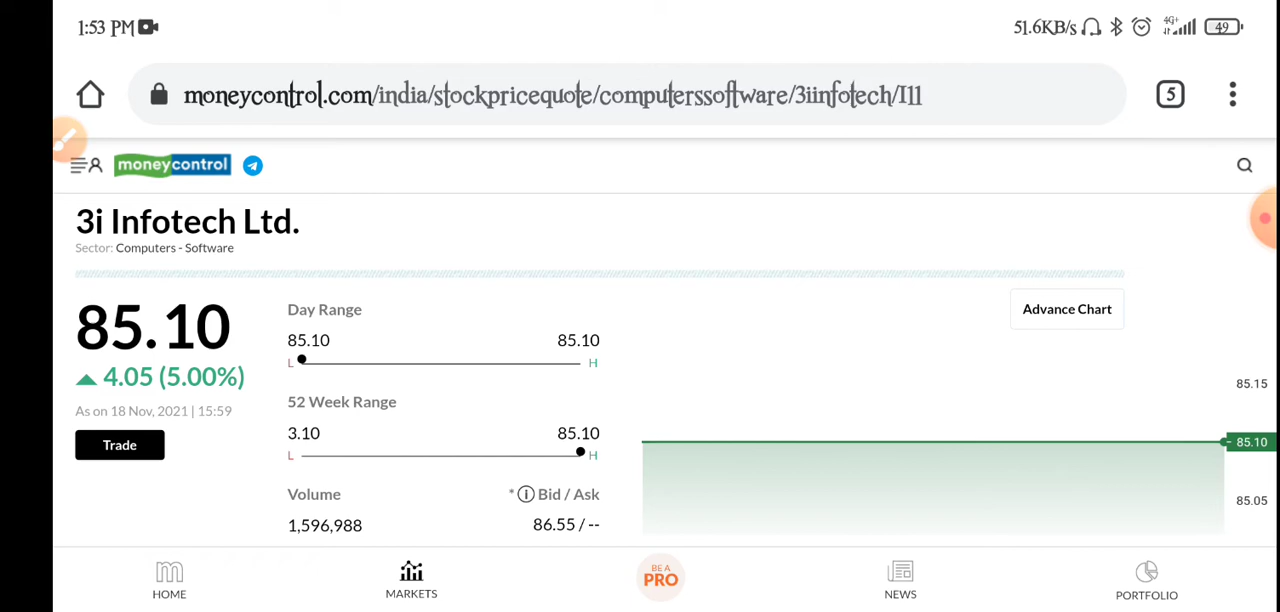 1:53 PM
51.6KB/s 4G+ 49
moneycontrol.com/india/stockpricequote/computerssoftware/3iinfotech/I11
5
moneycontrol
3i Infotech Ltd.
Sector: Computers - Software
85.10
4.05 (5.00%)
As on 18 Nov, 2021 | 15:59
Trade
Day Range
85.10 85.10
L H
52 Week Range
3.10 85.10
L H
Volume * i Bid / Ask
1,596,988 86.55 / --
Advance Chart
85.15
85.10
85.05
HOME
MARKETS
BE A
PRO
NEWS
PORTFOLIO